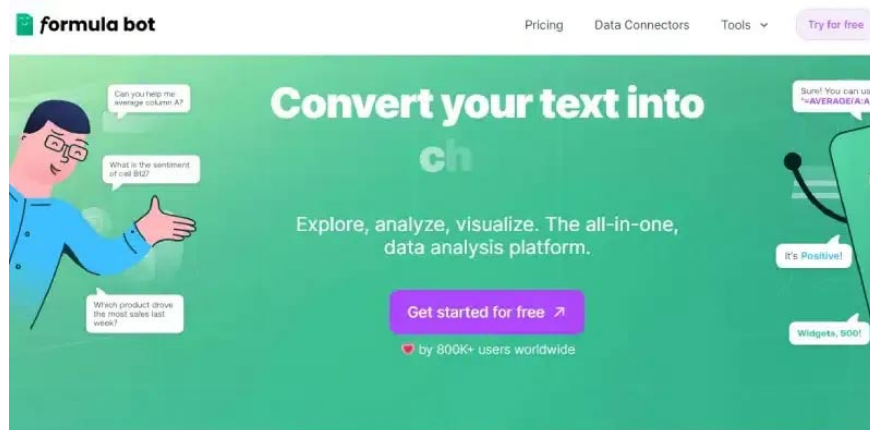 formula bot
Pricing
Data Connectors
Tools
Try for free
Can you help me
average column A?
What is the sentiment
of cell B12?
Which product drove
the most sales last
week?
Convert your text into
ch
Explore, analyze, visualize. The all-in-one,
data analysis platform.
Get started for free
by 800K+ users worldwide
Sure! You can us
"=AVERAGE(A:A
It's Positive!
Widgets, 500!